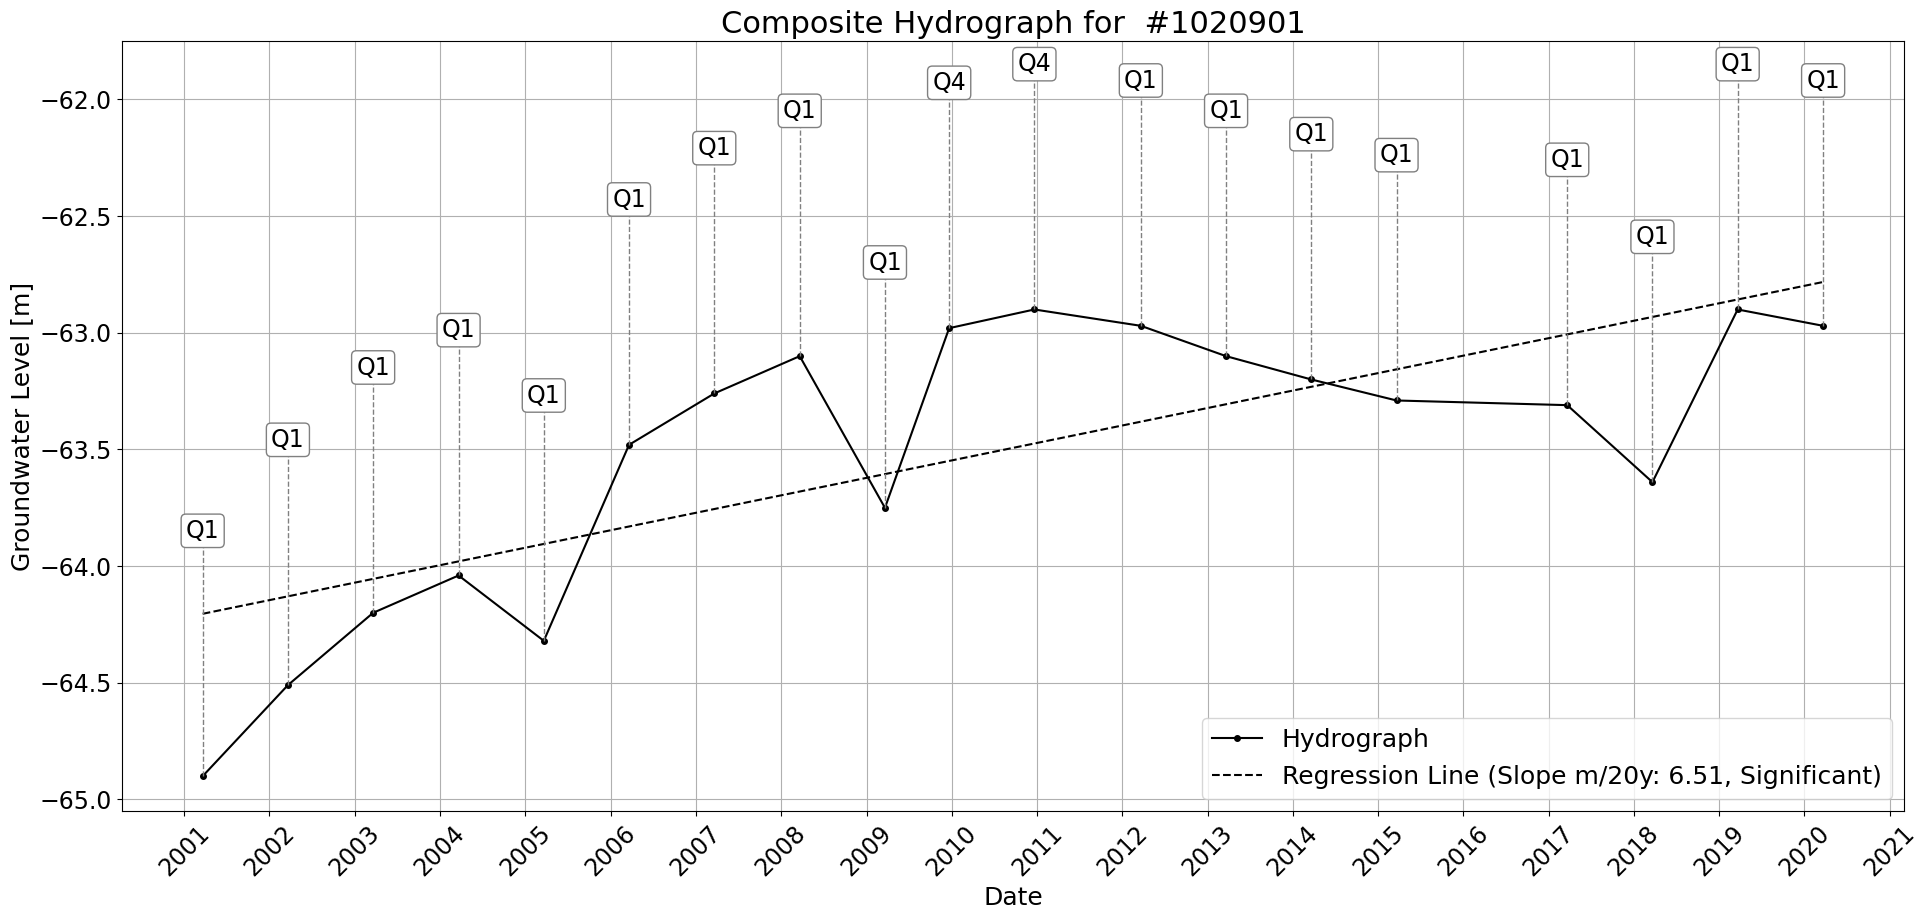 Composite Hydrograph for  #1020901
Groundwater Level [m]
−62.0
−62.5
−63.0
−63.5
−64.0
−64.5
−65.0
Q1
Q1
Q1
Q1
Q1
Q1
Q1
Q1
Q1
Q4
Q4
Q1
Q1
Q1
Q1
Q1
Q1
Q1
Q1
Hydrograph
Regression Line (Slope m/20y: 6.51, Significant)
2001
2002
2003
2004
2005
2006
2007
2008
2009
2010
2011
2012
2013
2014
2015
2016
2017
2018
2019
2020
2021
Date